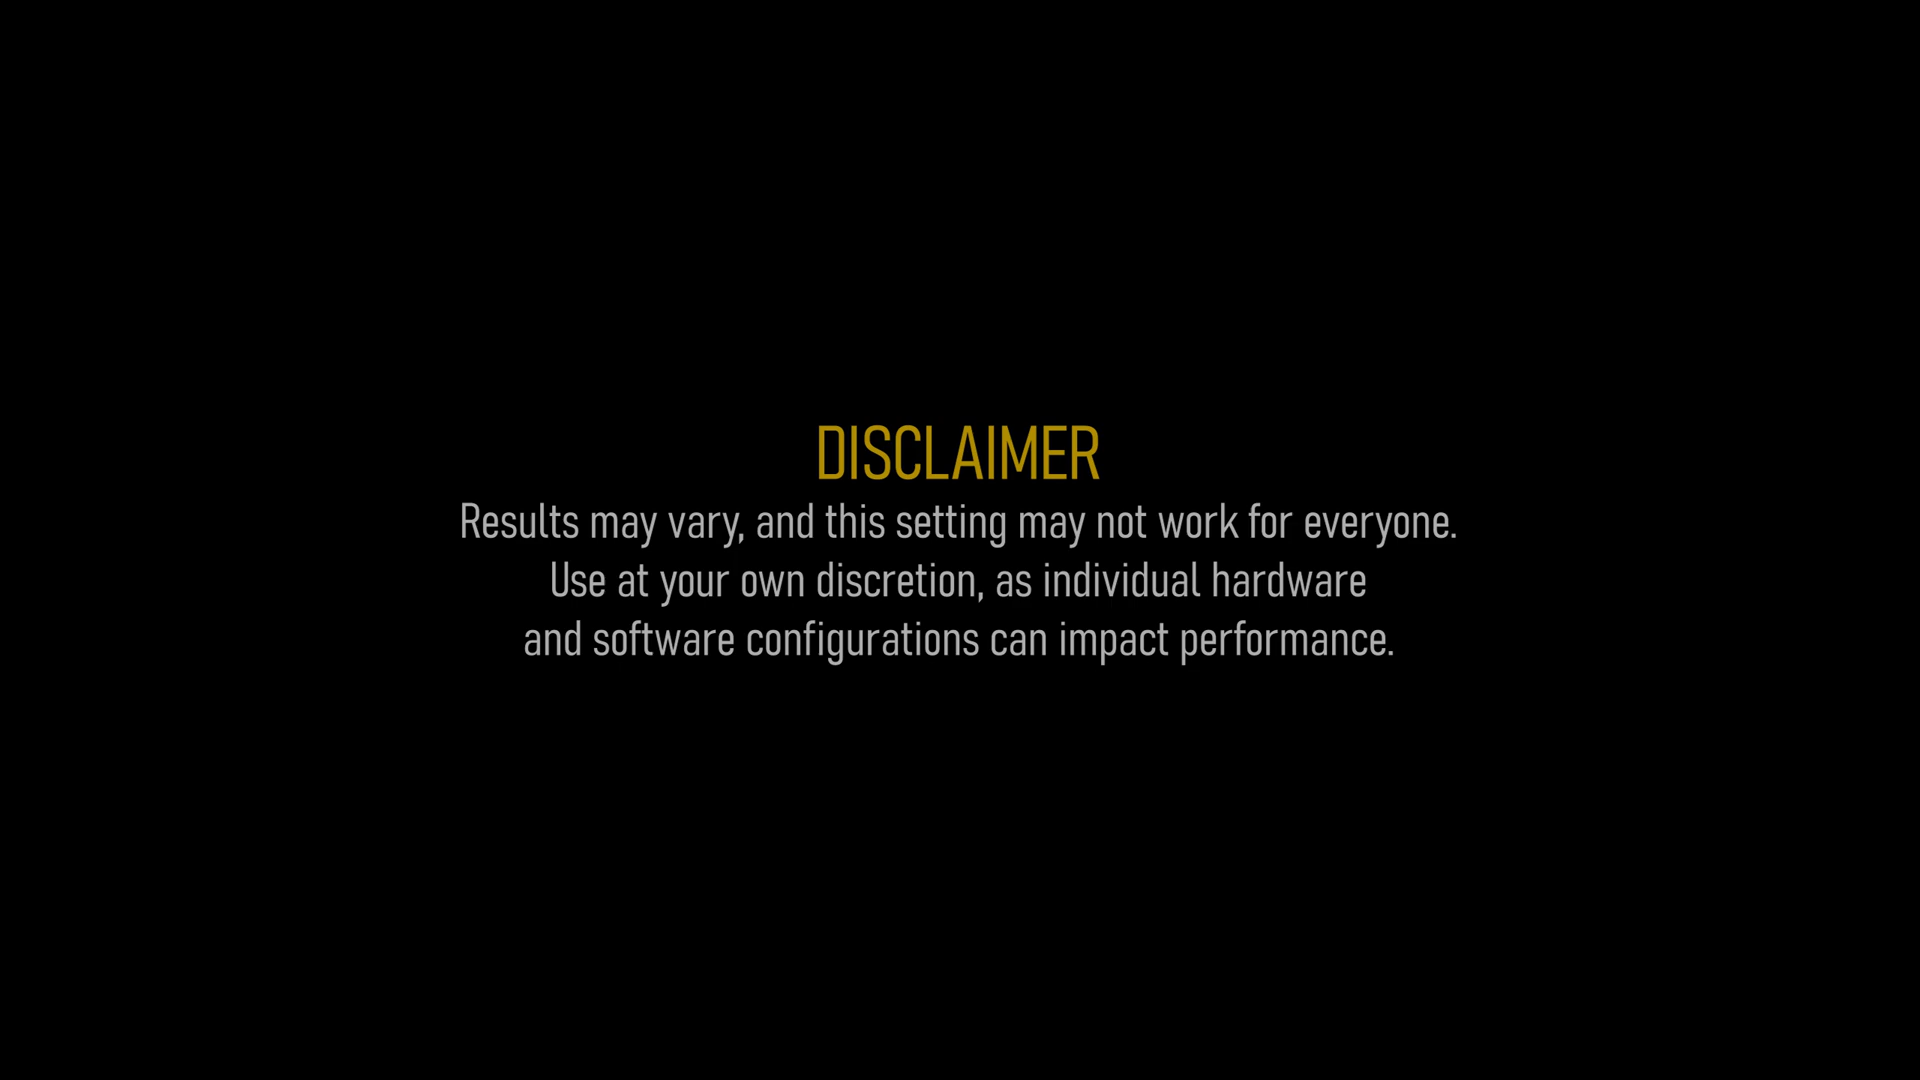 DISCLAIMER
Results may vary, and this setting may not work for everyone.
Use at your own discretion, as individual hardware
and software configurations can impact performance.